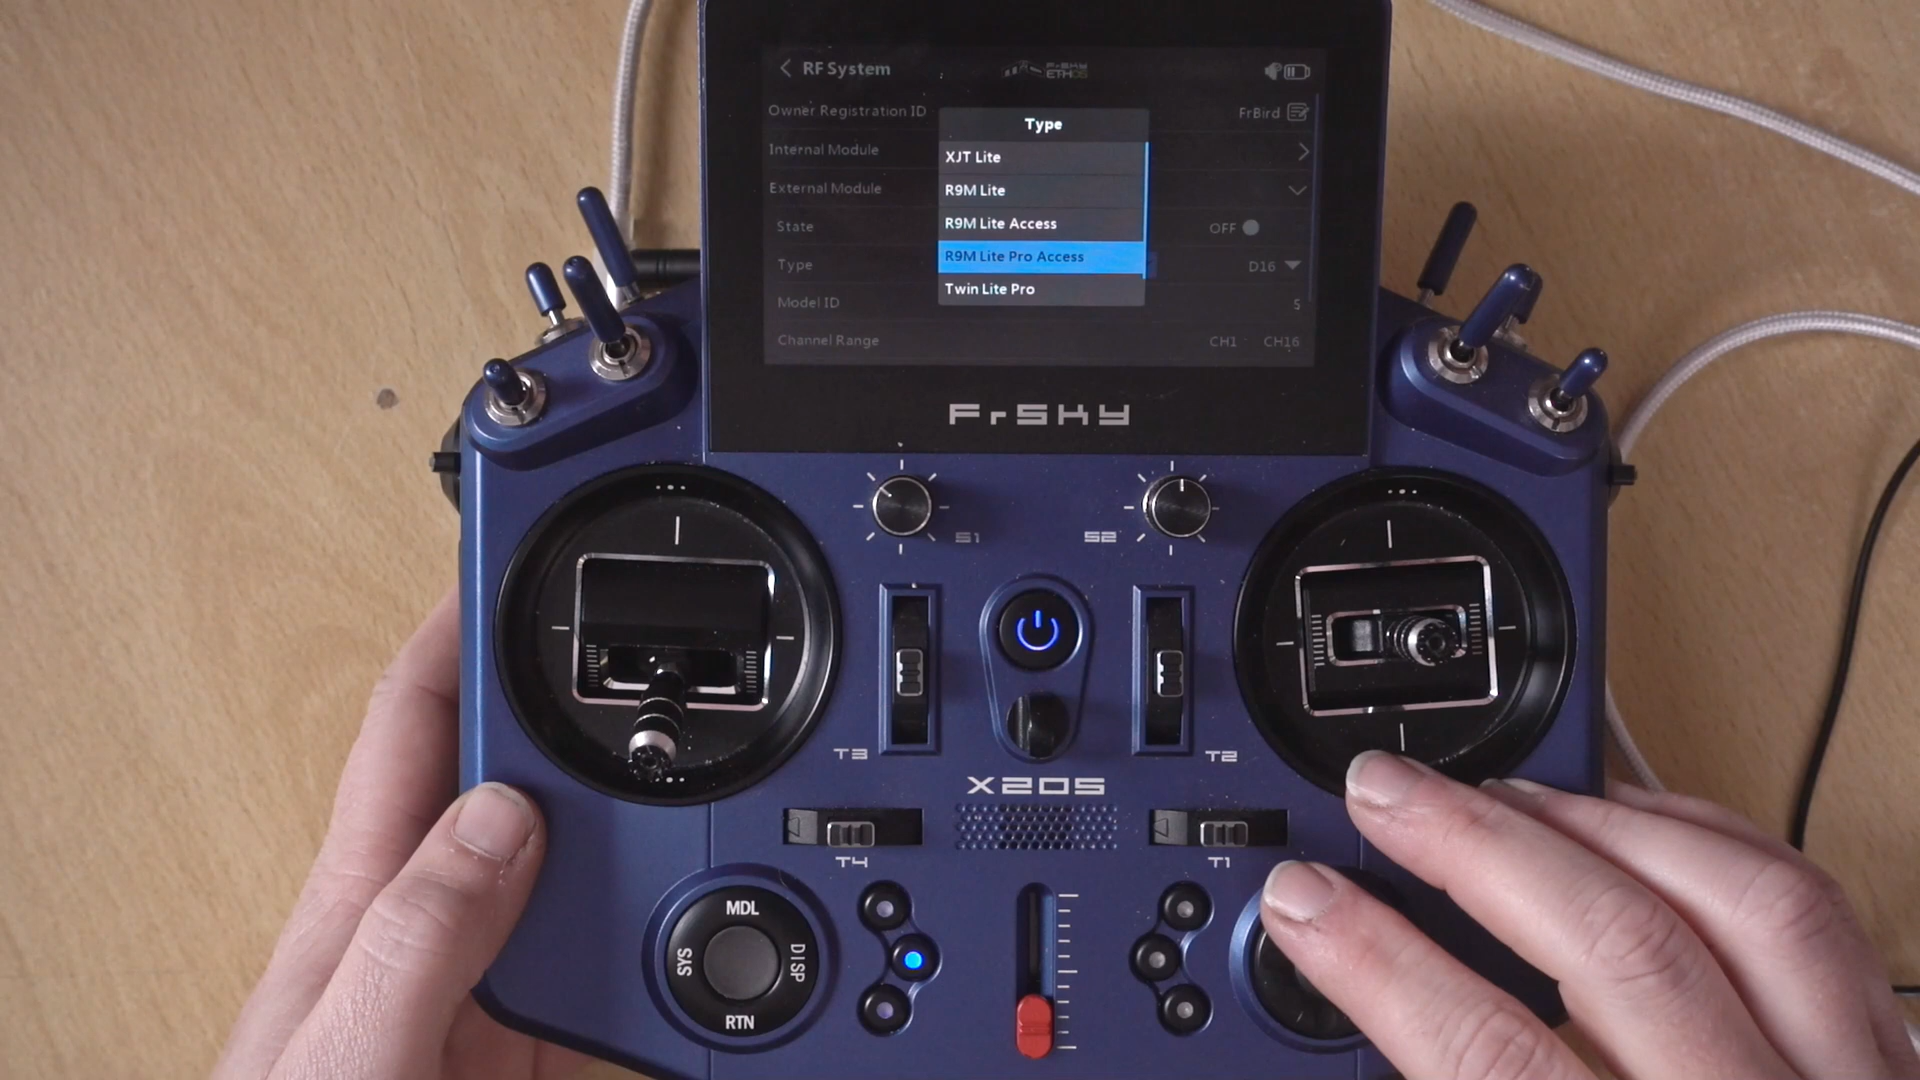 RF System
FrSKY
ETHOS
Owner Registration ID
FrBird
Internal Module
External Module
State
OFF
Type
D16
Model ID
5
Channel Range
CH1 CH16
Type
XJT Lite
R9M Lite
R9M Lite Access
R9M Lite Pro Access
Twin Lite Pro
FrSKY
S1
S2
T3
T2
X20S
T4
T1
MDL
SYS
DISP
RTN